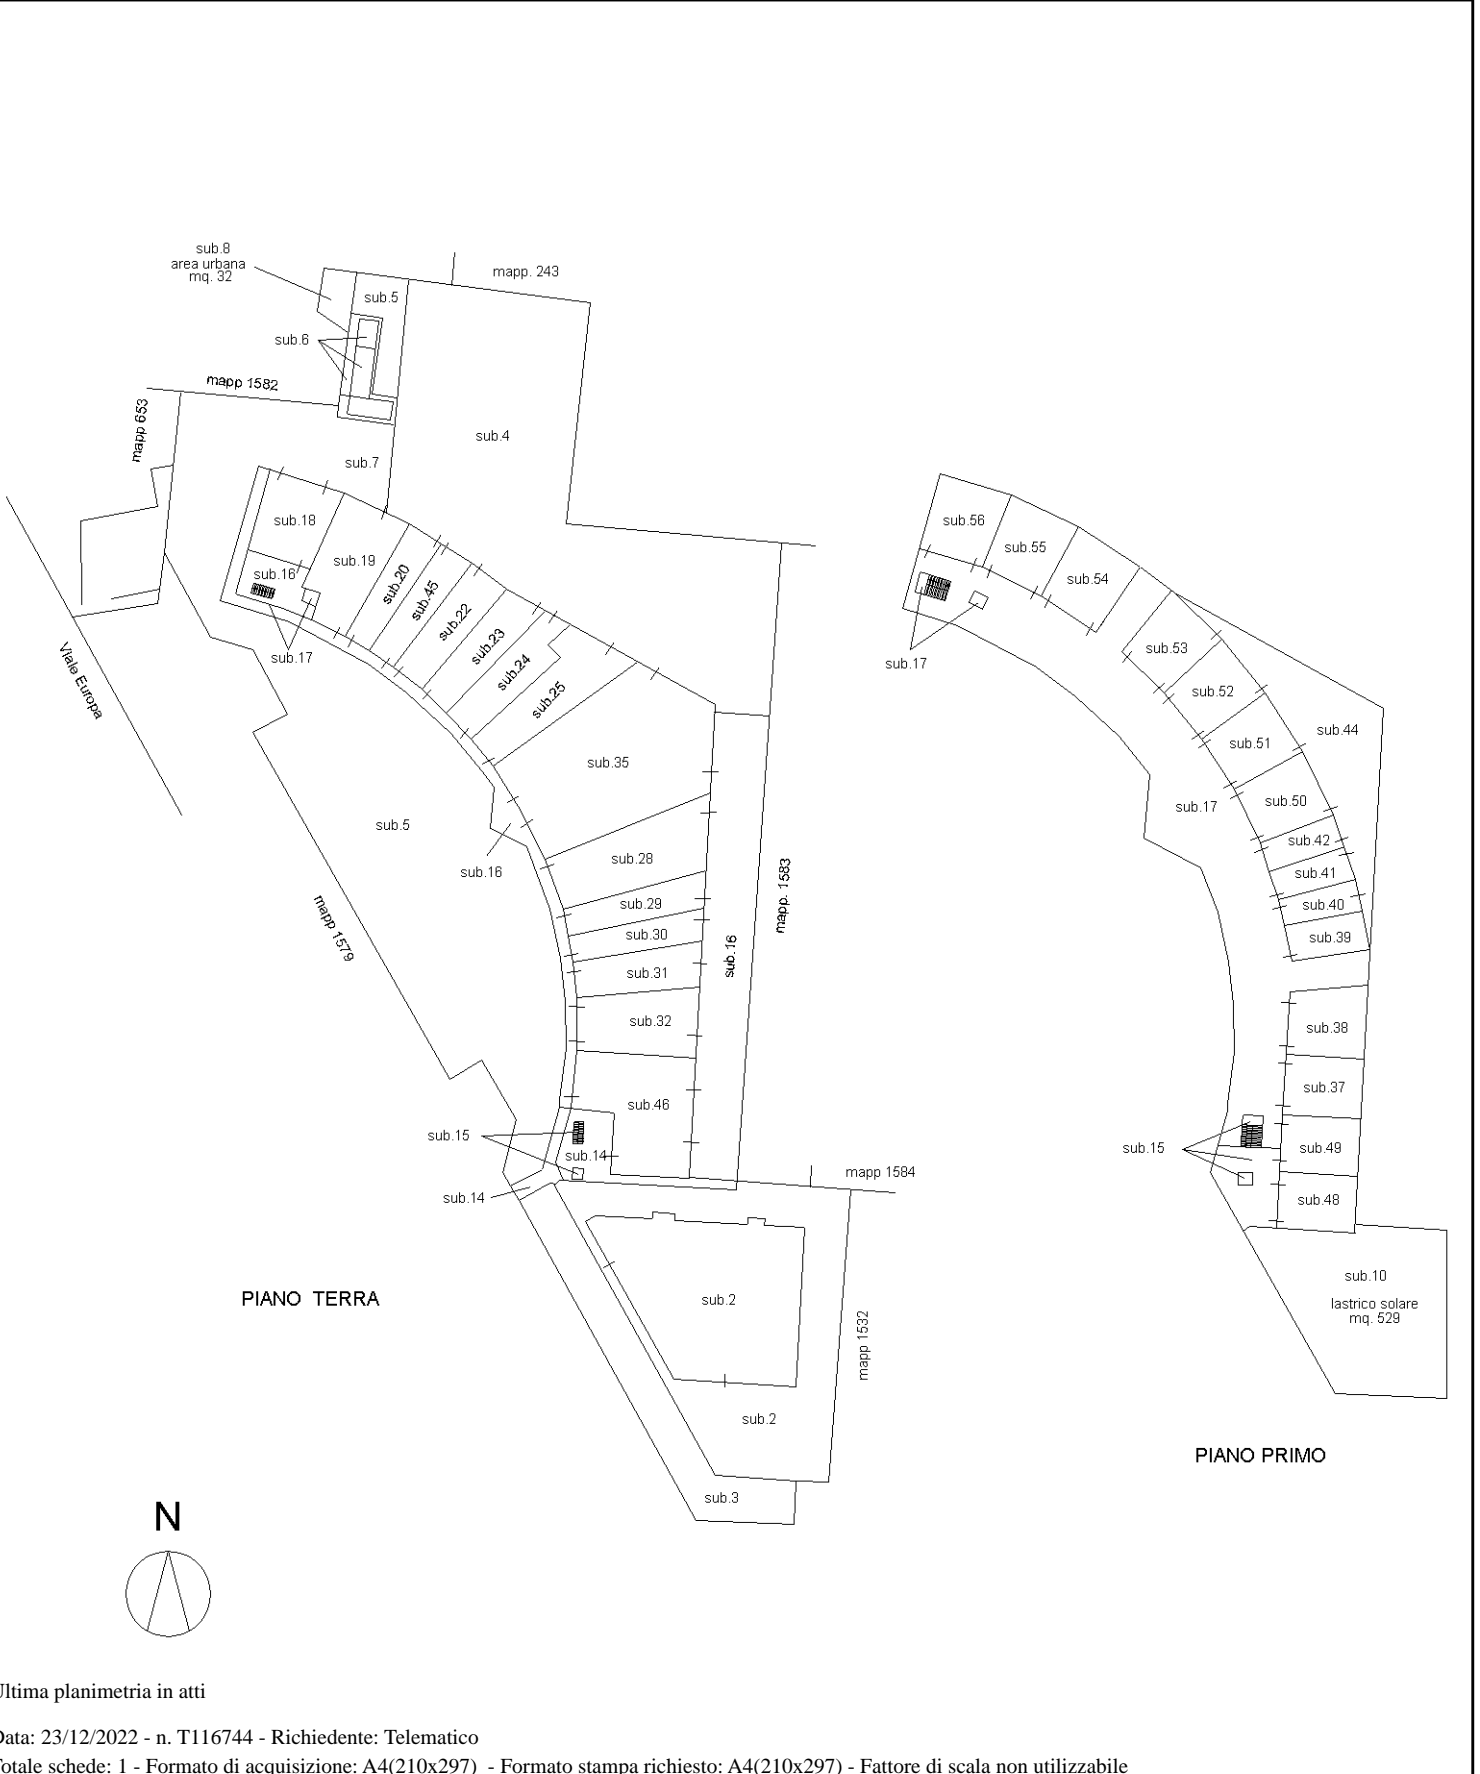 sub.8
area urbana
mq. 32
mapp. 243
sub.5
sub.6
mapp 1582
mapp 653
sub.4
sub.7
sub.18
sub.16
sub.19
sub.20
sub.45
sub.22
sub.23
sub.24
sub.25
sub.17
Viale Europa
sub.35
sub.5
sub.16
sub.28
sub.29
sub.30
sub.31
sub.32
sub.46
sub.16
mapp. 1583
mapp 1579
sub.15
sub.14
sub.14
mapp 1584
sub.2
mapp 1532
sub.2
sub.3
PIANO TERRA
sub.56
sub.55
sub.54
sub.17
sub.53
sub.52
sub.51
sub.44
sub.17
sub.50
sub.42
sub.41
sub.40
sub.39
sub.38
sub.37
sub.15
sub.49
sub.48
sub.10
lastrico solare
mq. 529
PIANO PRIMO
N
Ultima planimetria in atti
Data: 23/12/2022 - n. T116744 - Richiedente: Telematico
Totale schede: 1 - Formato di acquisizione: A4(210x297) - Formato stampa richiesto: A4(210x297) - Fattore di scala non utilizzabile